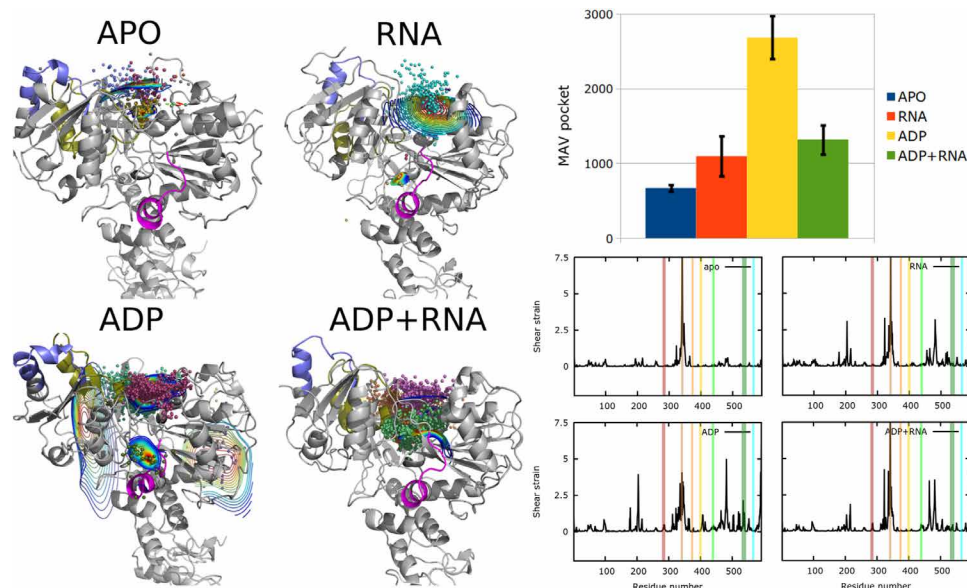 APO
RNA
ADP
ADP+RNA
3000
2000
1000
0
MAV pocket
APO
RNA
ADP
ADP+RNA
7.5
5
2.5
0
Shear strain
apo
100 200 300 400 500
RNA
100 200 300 400 500
7.5
5
2.5
0
Shear strain
ADP
100 200 300 400 500
Residue number
ADP+RNA
100 200 300 400 500
Residue number